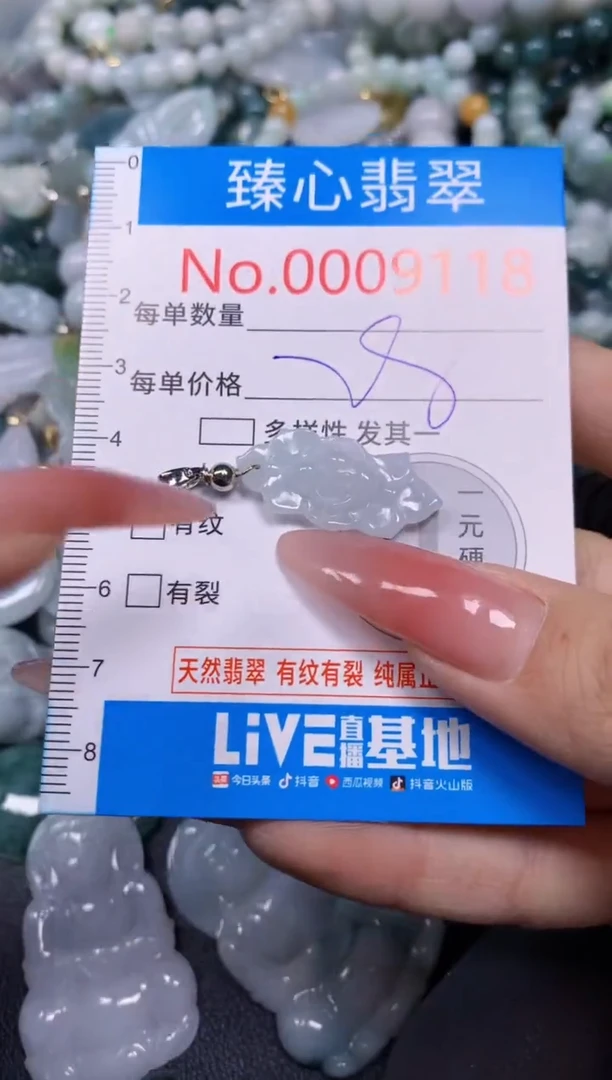 0
臻心翡翠
1
No.0009118
2
每单数量
3
每单价格
4
多样性 发其一
一
元
硬
有纹
6
有裂
7
天然翡翠 有纹有裂 纯属正
8
LiVE直播基地
头条 今日头条 抖音 西瓜视频 抖音火山版